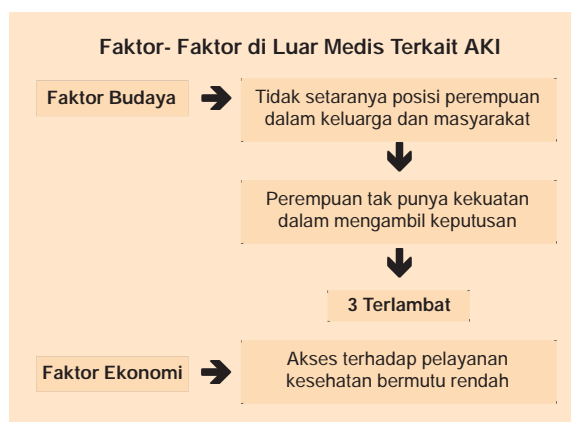 Faktor- Faktor di Luar Medis Terkait AKI
Faktor Budaya
Tidak setaranya posisi perempuan
dalam keluarga dan masyarakat
Perempuan tak punya kekuatan
dalam mengambil keputusan
3 Terlambat
Faktor Ekonomi
Akses terhadap pelayanan
kesehatan bermutu rendah